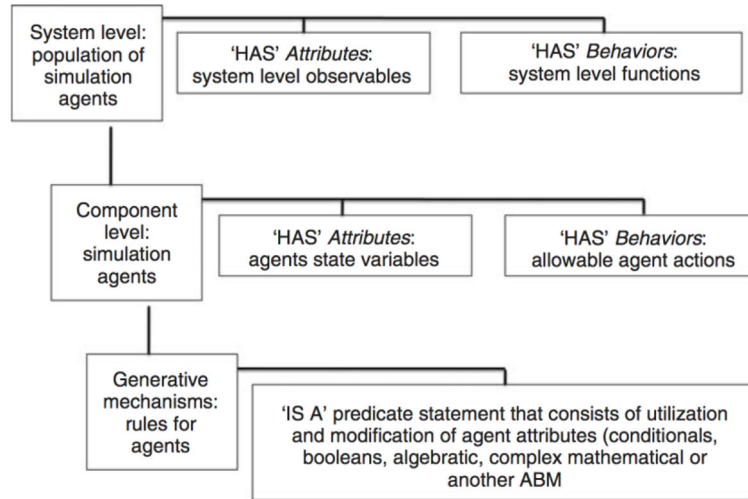 System level:
population of
simulation
agents
‘HAS’ Attributes:
system level observables
‘HAS’ Behaviors:
system level functions
Component
level:
simulation
agents
‘HAS’ Attributes:
agents state variables
‘HAS’ Behaviors:
allowable agent actions
Generative
mechanisms:
rules for
agents
‘IS A’ predicate statement that consists of utilization
and modification of agent attributes (conditionals,
booleans, algebratic, complex mathematical or
another ABM